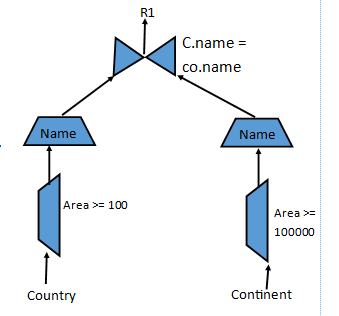 R1
C.name =
co.name
Name
Name
Area >= 100
Area >=
100000
Country
Continent